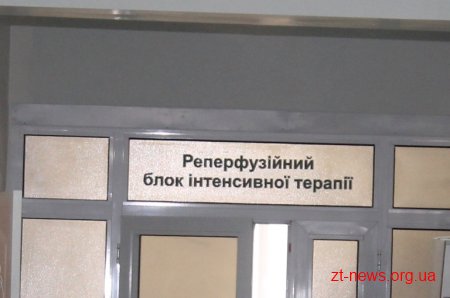 Реперфузійний
блок інтенсивної терапії
zt-news.org.ua